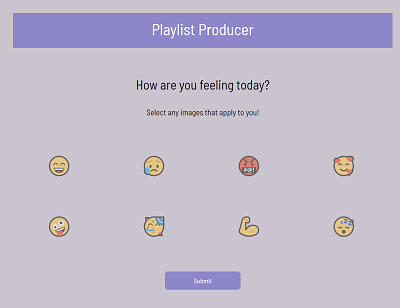 Playlist Producer
How are you feeling today?
Select any images that apply to you!
Submit